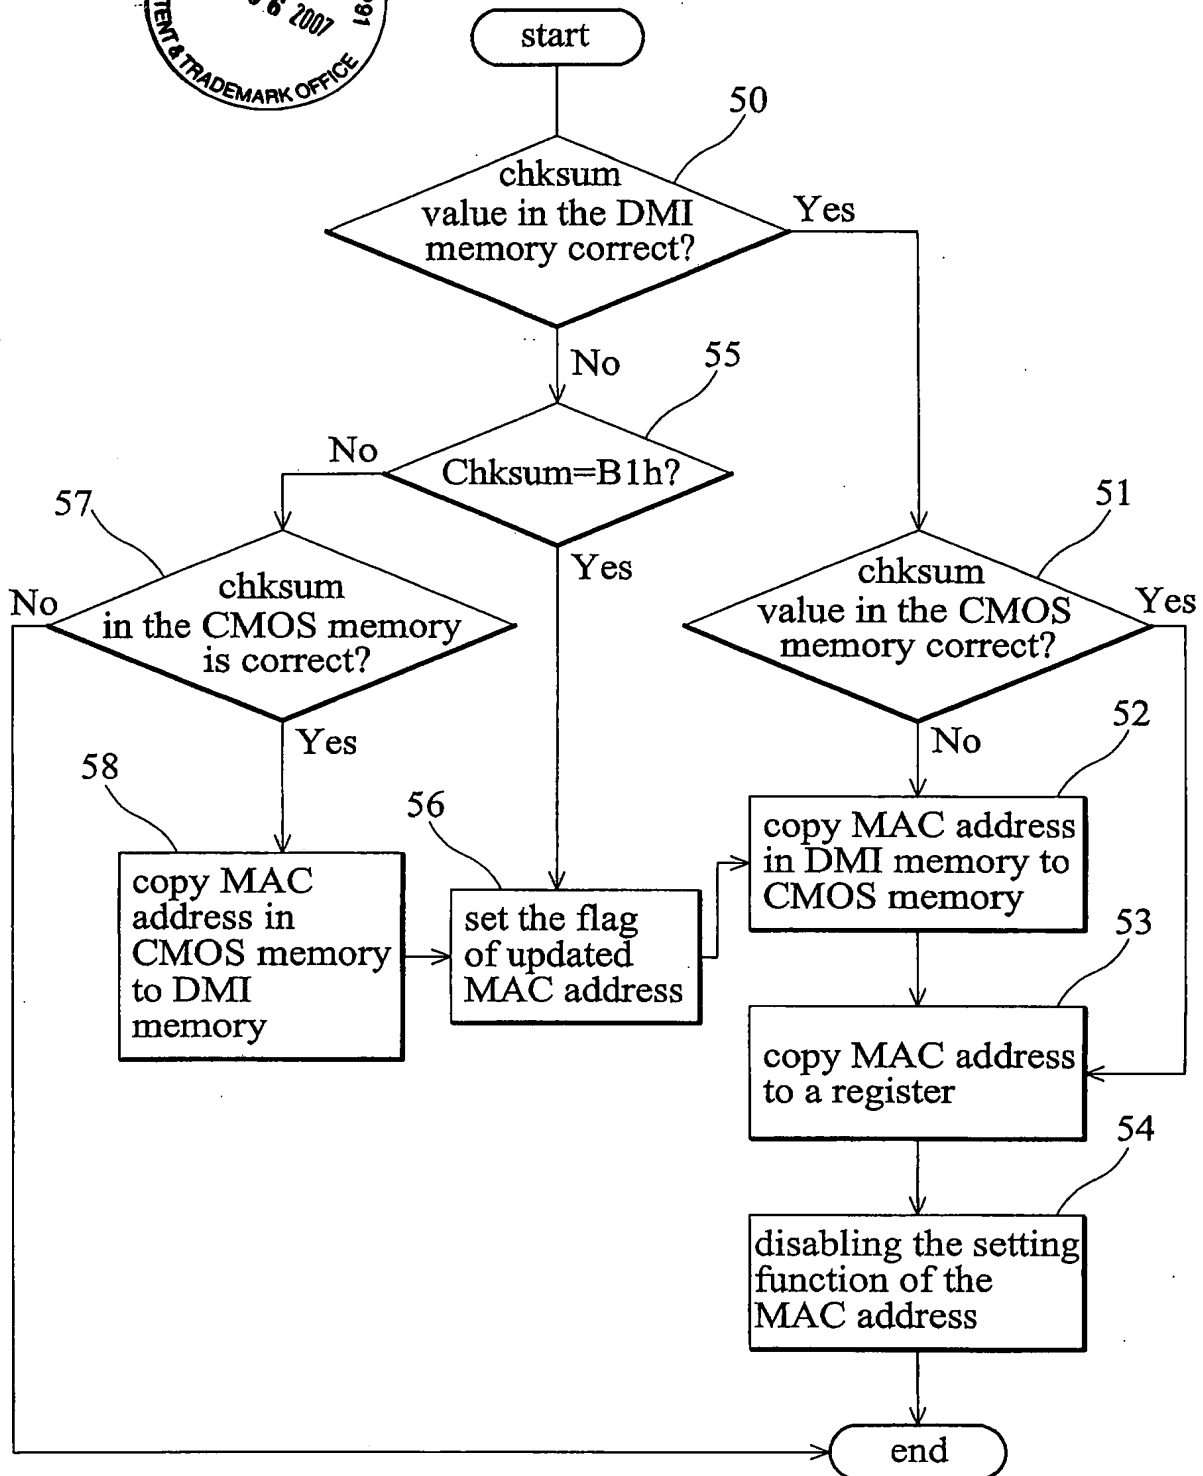 6 2007
TENT & TRADEMARK OFFICE
start
50
chksum
value in the DMI
memory correct?
Yes
No
55
Chksum=B1h?
No
Yes
57
chksum
in the CMOS memory
is correct?
No
Yes
51
chksum
value in the CMOS
memory correct?
Yes
No
52
copy MAC address
in DMI memory to
CMOS memory
58
copy MAC
address in
CMOS memory
to DMI
memory
56
set the flag
of updated
MAC address
53
copy MAC address
to a register
54
disabling the setting
function of the
MAC address
end